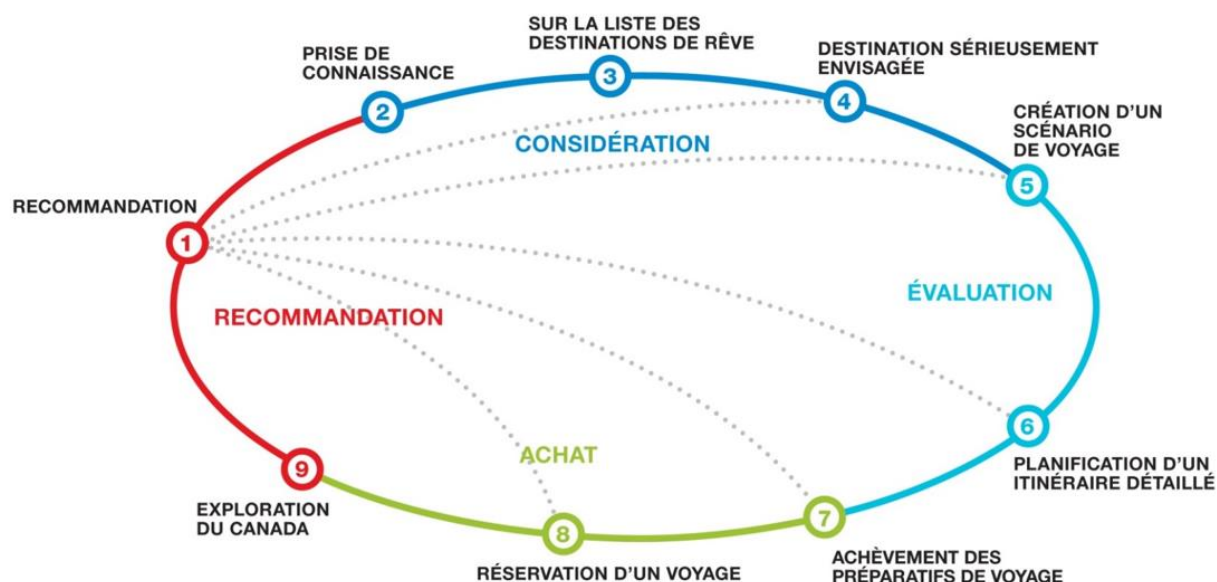 SUR LA LISTE DES
DESTINATIONS DE RÊVE
PRISE DE
CONNAISSANCE
DESTINATION SÉRIEUSEMENT
ENVISAGÉE
3
4
2
CRÉATION D'UN
SCÉNARIO
DE VOYAGE
CONSIDÉRATION
5
RECOMMANDATION
1
ÉVALUATION
RECOMMANDATION
6
ACHAT
9
PLANIFICATION D'UN
ITINÉRAIRE DÉTAILLÉ
EXPLORATION
DU CANADA
7
8
ACHÈVEMENT DES
PRÉPARATIFS DE VOYAGE
RÉSERVATION D'UN VOYAGE